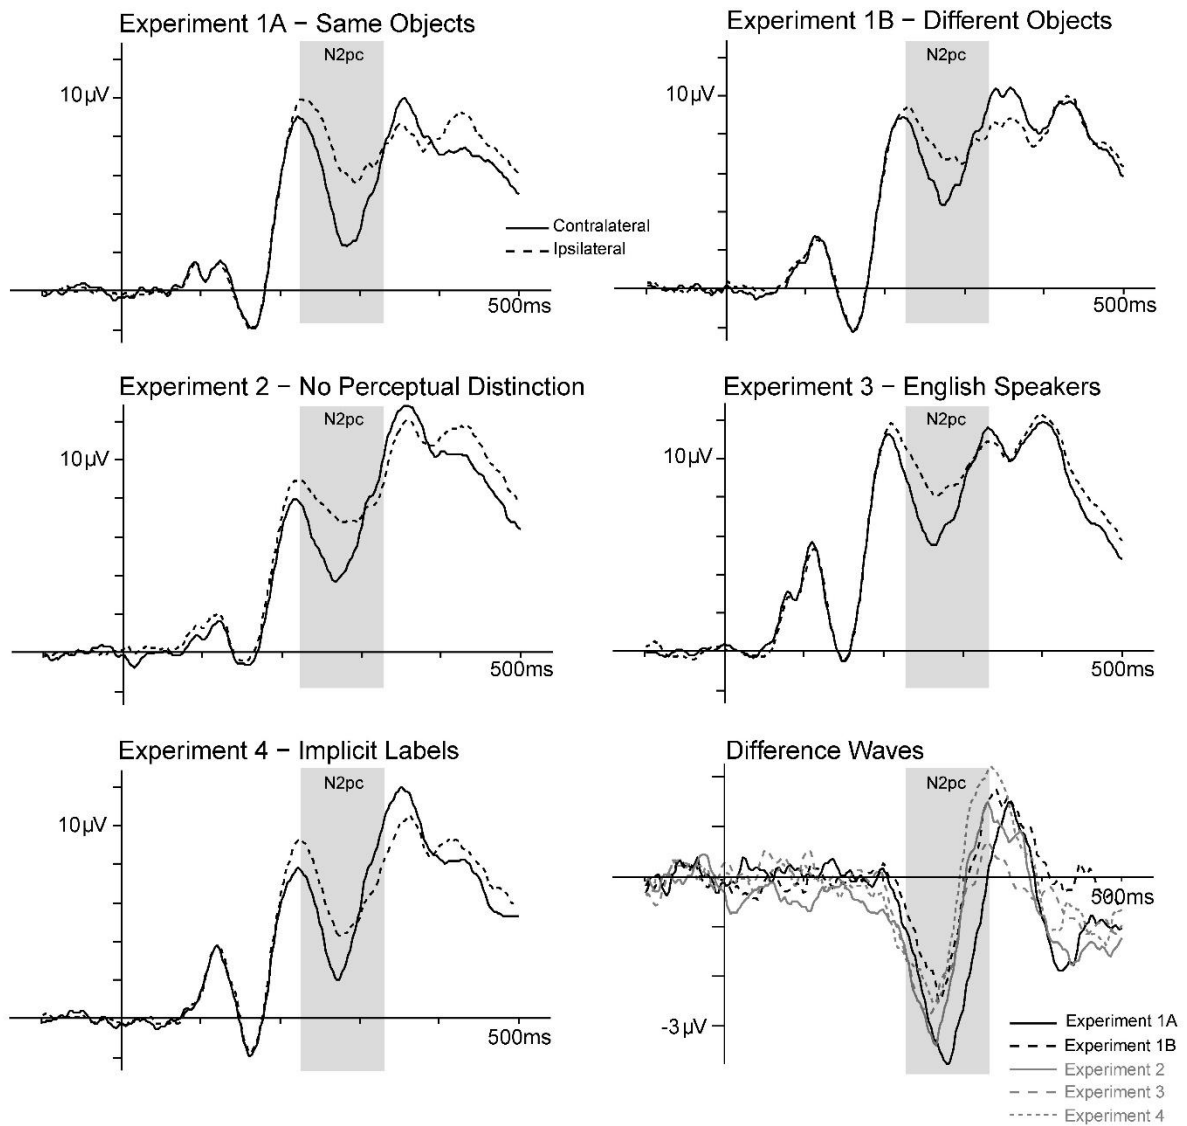 Experiment 1A − Same Objects
N2pc
10µV
Contralateral
Ipsilateral
500ms
Experiment 1B − Different Objects
N2pc
10µV
500ms
Experiment 2 − No Perceptual Distinction
N2pc
10µV
500ms
Experiment 3 − English Speakers
N2pc
10µV
500ms
Experiment 4 − Implicit Labels
N2pc
10µV
500ms
Difference Waves
N2pc
500ms
-3µV
Experiment 1A
Experiment 1B
Experiment 2
Experiment 3
Experiment 4